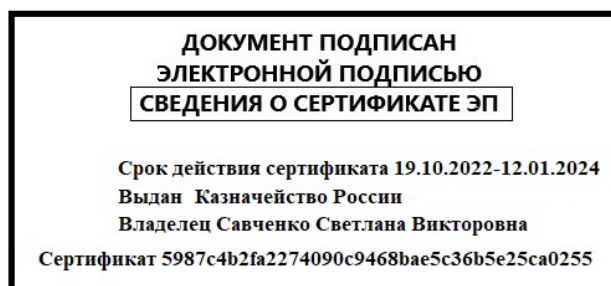 ДОКУМЕНТ ПОДПИСАН
ЭЛЕКТРОННОЙ ПОДПИСЬЮ
СВЕДЕНИЯ О СЕРТИФИКАТЕ ЭП
Срок действия сертификата 19.10.2022-12.01.2024
Выдан Казначейство России
Владелец Савченко Светлана Викторовна
Сертификат 5987c4b2fa2274090c9468bae5c36b5e25ca0255